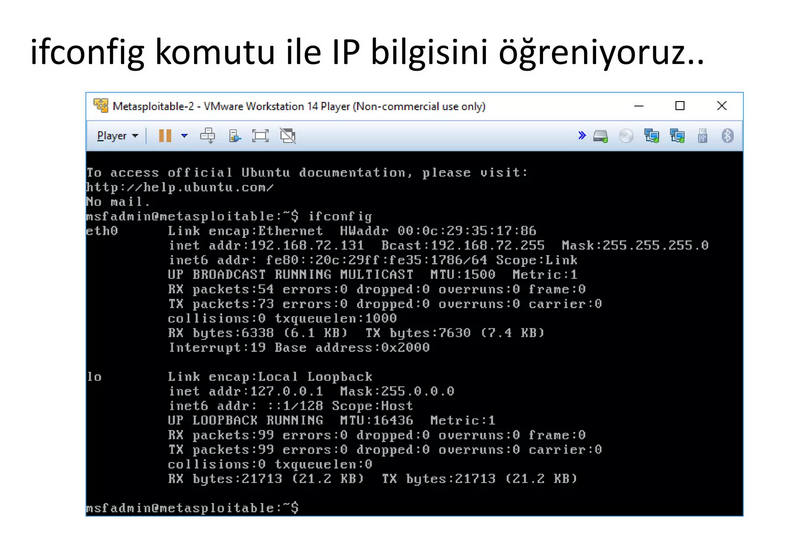 ifconfig komutu ile IP bilgisini öğreniyoruz..
Metasploitable-2 - VMware Workstation 14 Player (Non-commercial use only)
Player
To access official Ubuntu documentation, please visit:
http://help.ubuntu.com/
No mail.
msfadmin@metasploitable:~$ ifconfig
eth0 Link encap:Ethernet HWaddr 00:0c:29:35:17:86
inet addr:192.168.72.131 Bcast:192.168.72.255 Mask:255.255.255.0
inet6 addr: fe80::20c:29ff:fe35:1786/64 Scope:Link
UP BROADCAST RUNNING MULTICAST MTU:1500 Metric:1
RX packets:54 errors:0 dropped:0 overruns:0 frame:0
TX packets:73 errors:0 dropped:0 overruns:0 carrier:0
collisions:0 txqueuelen:1000
RX bytes:6338 (6.1 KB) TX bytes:7630 (7.4 KB)
Interrupt:19 Base address:0x2000
lo Link encap:Local Loopback
inet addr:127.0.0.1 Mask:255.0.0.0
inet6 addr: ::1/128 Scope:Host
UP LOOPBACK RUNNING MTU:16436 Metric:1
RX packets:99 errors:0 dropped:0 overruns:0 frame:0
TX packets:99 errors:0 dropped:0 overruns:0 carrier:0
collisions:0 txqueuelen:0
RX bytes:21713 (21.2 KB) TX bytes:21713 (21.2 KB)
msfadmin@metasploitable:~$